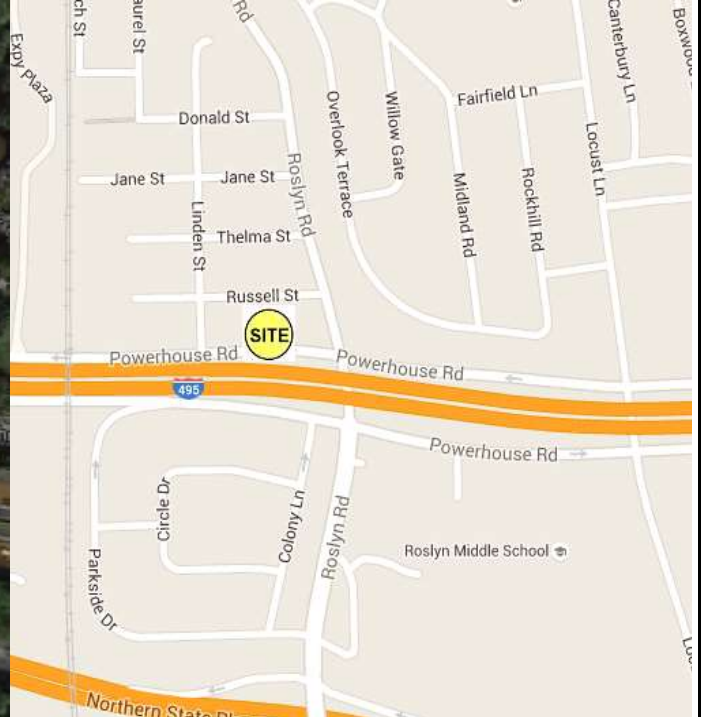 Rd
ch St
aurel St
Expy Plaza
Canterbury Ln
Fairfield Ln
Donald St
Overlook Terrace
Willow Gate
Locust Ln
Jane St
Jane St
Roslyn Rd
Midland Rd
Rockhill Rd
Linden St
Thelma St
Russell St
SITE
Powerhouse Rd
Powerhouse Rd
495
Powerhouse Rd
Circle Dr
Colony Ln
Roslyn Rd
Roslyn Middle School
Parkside Dr
Northern State